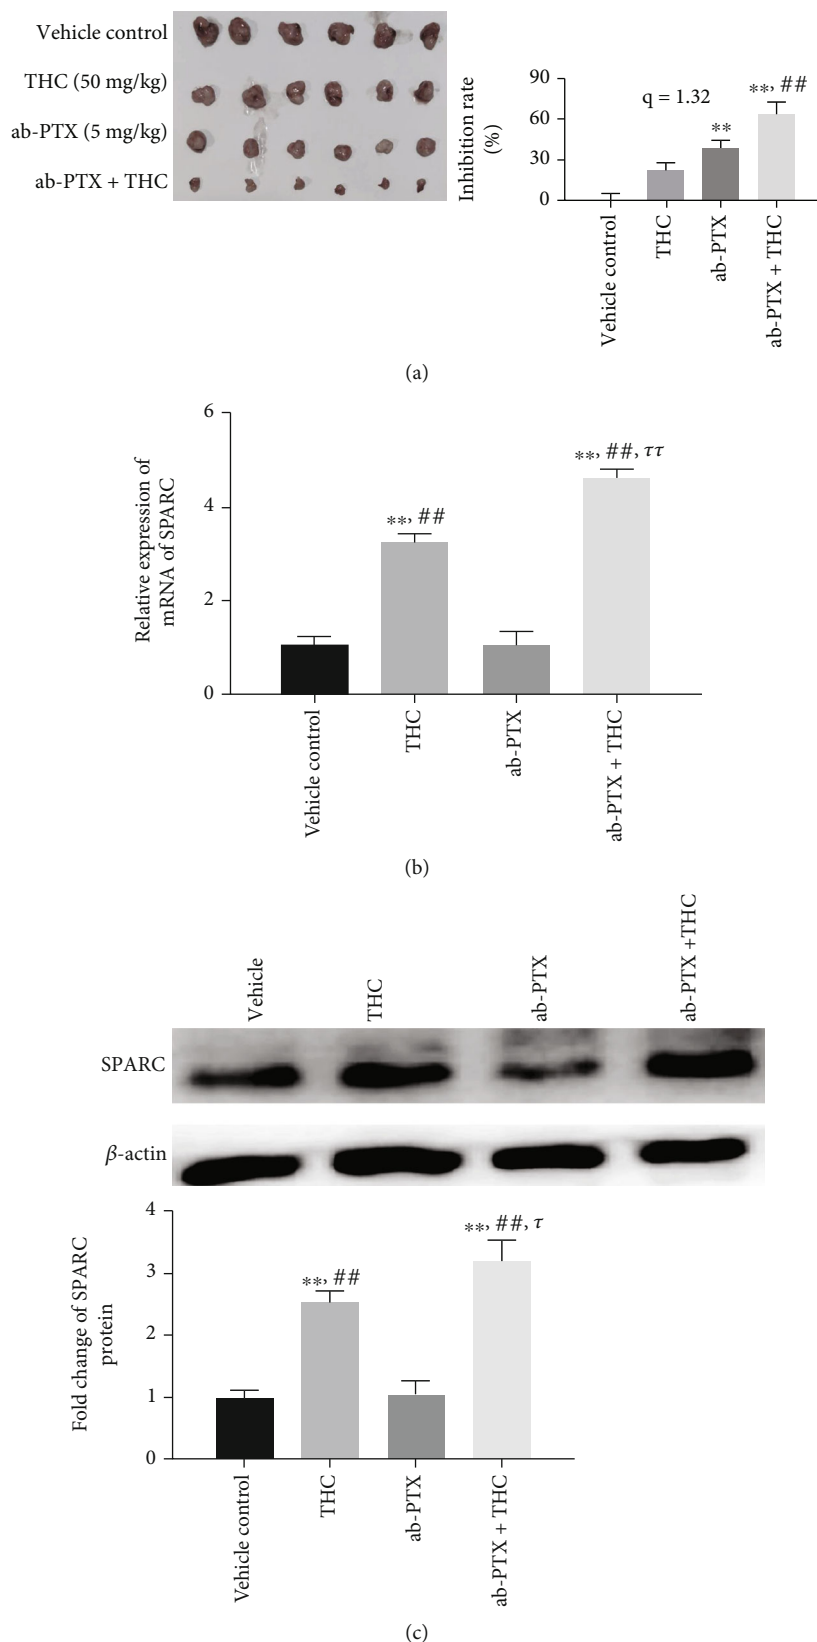 Vehicle control
THC (50 mg/kg)
ab-PTX (5 mg/kg)
ab-PTX + THC
Inhibition rate
(%)
90
60
30
0
q = 1.32
**
**, ##
Vehicle control
THC
ab-PTX
ab-PTX + THC
(a)
Relative expression of
mRNA of SPARC
6
4
2
0
**, ##
**, ##, ττ
Vehicle control
THC
ab-PTX
ab-PTX + THC
(b)
Vehicle
THC
ab-PTX
ab-PTX +THC
SPARC
β-actin
Fold change of SPARC
protein
4
3
2
1
0
**, ##
**, ##, τ
Vehicle control
THC
ab-PTX
ab-PTX + THC
(c)